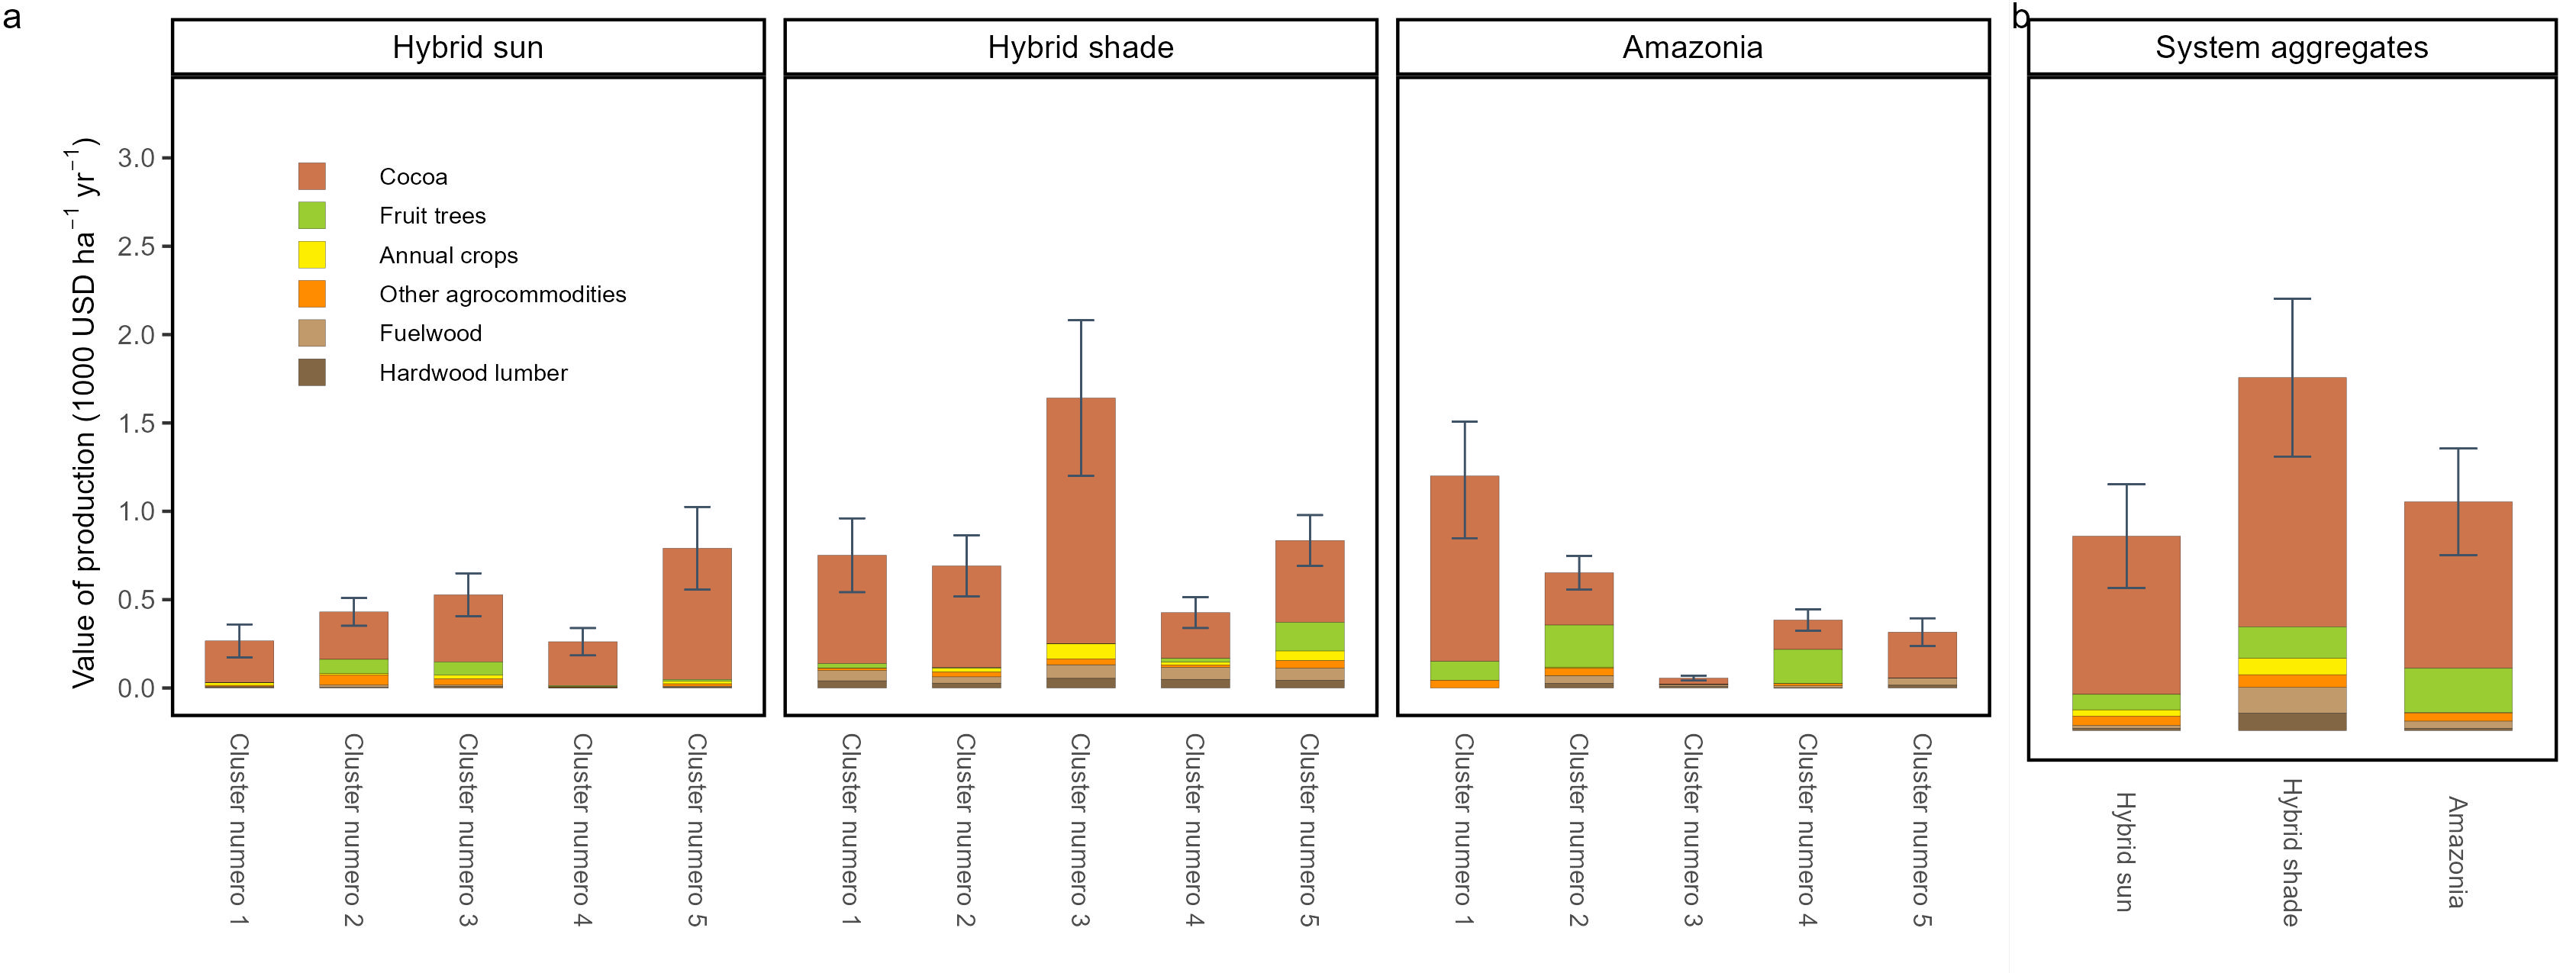 a
b
Hybrid sun
Hybrid shade
Amazonia
System aggregates
Value of production (1000 USD ha⁻¹ yr⁻¹)
3.0
2.5
2.0
1.5
1.0
0.5
0.0
Cocoa
Fruit trees
Annual crops
Other agrocommodities
Fuelwood
Hardwood lumber
Cluster numero 1
Cluster numero 2
Cluster numero 3
Cluster numero 4
Cluster numero 5
Cluster numero 1
Cluster numero 2
Cluster numero 3
Cluster numero 4
Cluster numero 5
Cluster numero 1
Cluster numero 2
Cluster numero 3
Cluster numero 4
Cluster numero 5
Hybrid sun
Hybrid shade
Amazonia